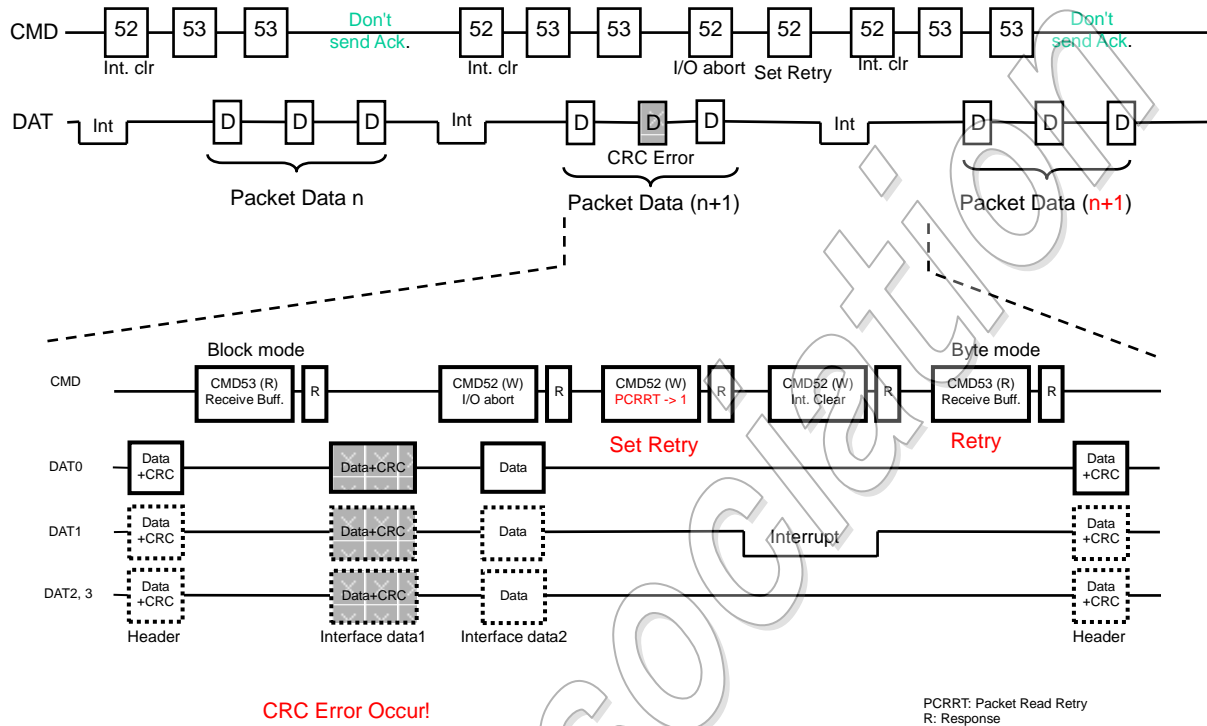 Don't
send Ack.
Don't
send Ack.
CMD 52 53 53 52 53 53 52 52 52 53 53
Int. clr
Int. clr
I/O abort
Set Retry
Int. clr
DAT Int D D D Int D D D Int D D D
CRC Error
Packet Data n
Packet Data (n+1)
Packet Data (n+1)
Block mode
Byte mode
CMD
CMD53 (R)
Receive Buff.
R
CMD52 (W)
I/O abort
R
CMD52 (W)
PCRRT -> 1
R
CMD52 (W)
Int. Clear
R
CMD53 (R)
Receive Buff.
R
Set Retry
Retry
DAT0
Data
+CRC
Data+CRC
Data
Data
+CRC
DAT1
Data
+CRC
Data+CRC
Data
Interrupt
Data
+CRC
DAT2, 3
Data
+CRC
Data+CRC
Data
Data
+CRC
Header
Interface data1
Interface data2
Header
CRC Error Occur!
PCRRT: Packet Read Retry
R: Response
sociation